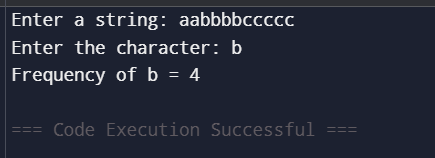 Enter a string: aabbbbccccc
Enter the character: b
Frequency of b = 4
=== Code Execution Successful ===